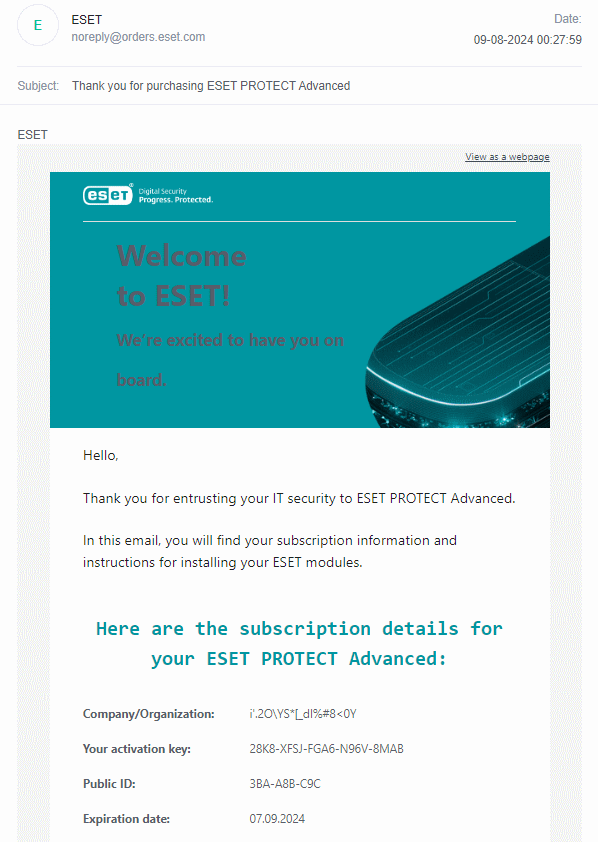 E
ESET
noreply@orders.eset.com
Date:
09-08-2024 00:27:59
Subject: Thank you for purchasing ESET PROTECT Advanced
ESET
View as a webpage
eseT® Digital Security
Progress. Protected.
Welcome
to ESET!
We're excited to have you on
board.
Hello,
Thank you for entrusting your IT security to ESET PROTECT Advanced.
In this email, you will find your subscription information and
instructions for installing your ESET modules.
Here are the subscription details for
your ESET PROTECT Advanced:
Company/Organization: i'.2O\YS*[_dI%#8<0Y
Your activation key: 28K8-XFSJ-FGA6-N96V-8MAB
Public ID: 3BA-A8B-C9C
Expiration date: 07.09.2024